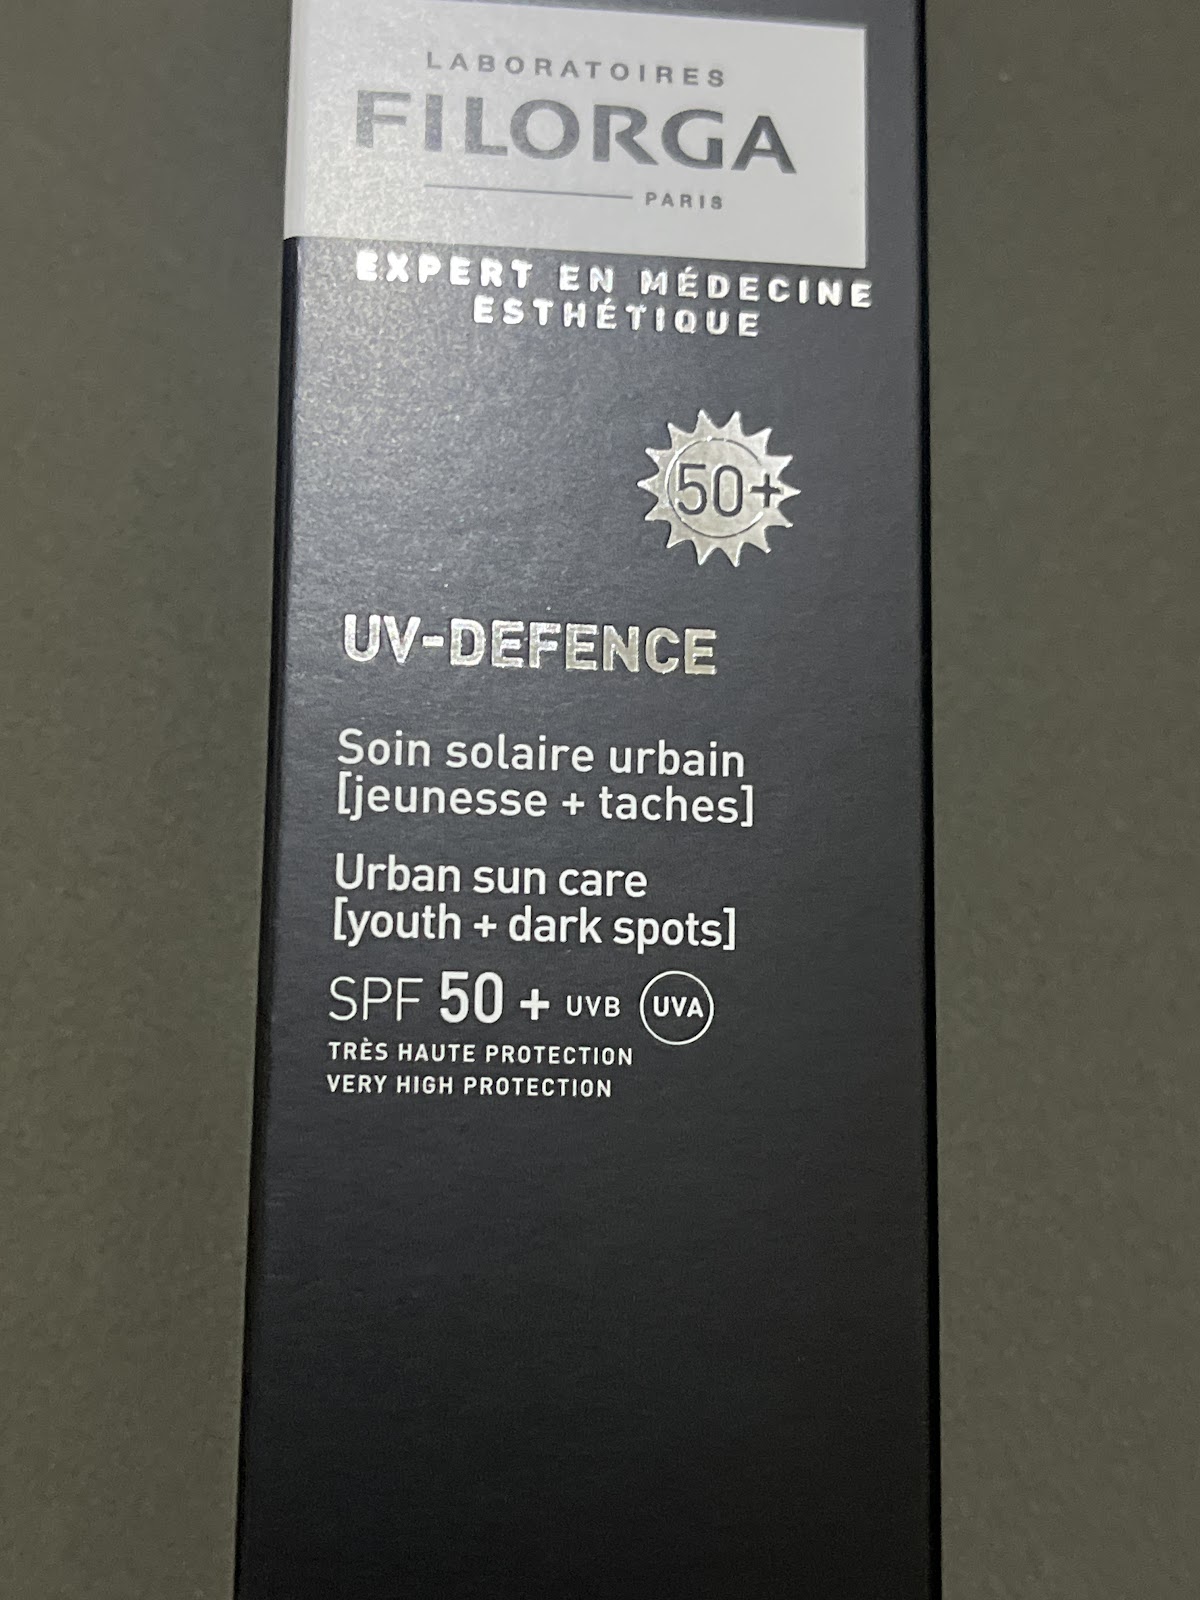 LABORATOIRES
FILORGA
PARIS
EXPERT EN MÉDECINE
ESTHÉTIQUE
50+
UV-DEFENCE
Soin solaire urbain
[jeunesse + taches]
Urban sun care
[youth + dark spots]
SPF 50 + UVB UVA
TRÈS HAUTE PROTECTION
VERY HIGH PROTECTION